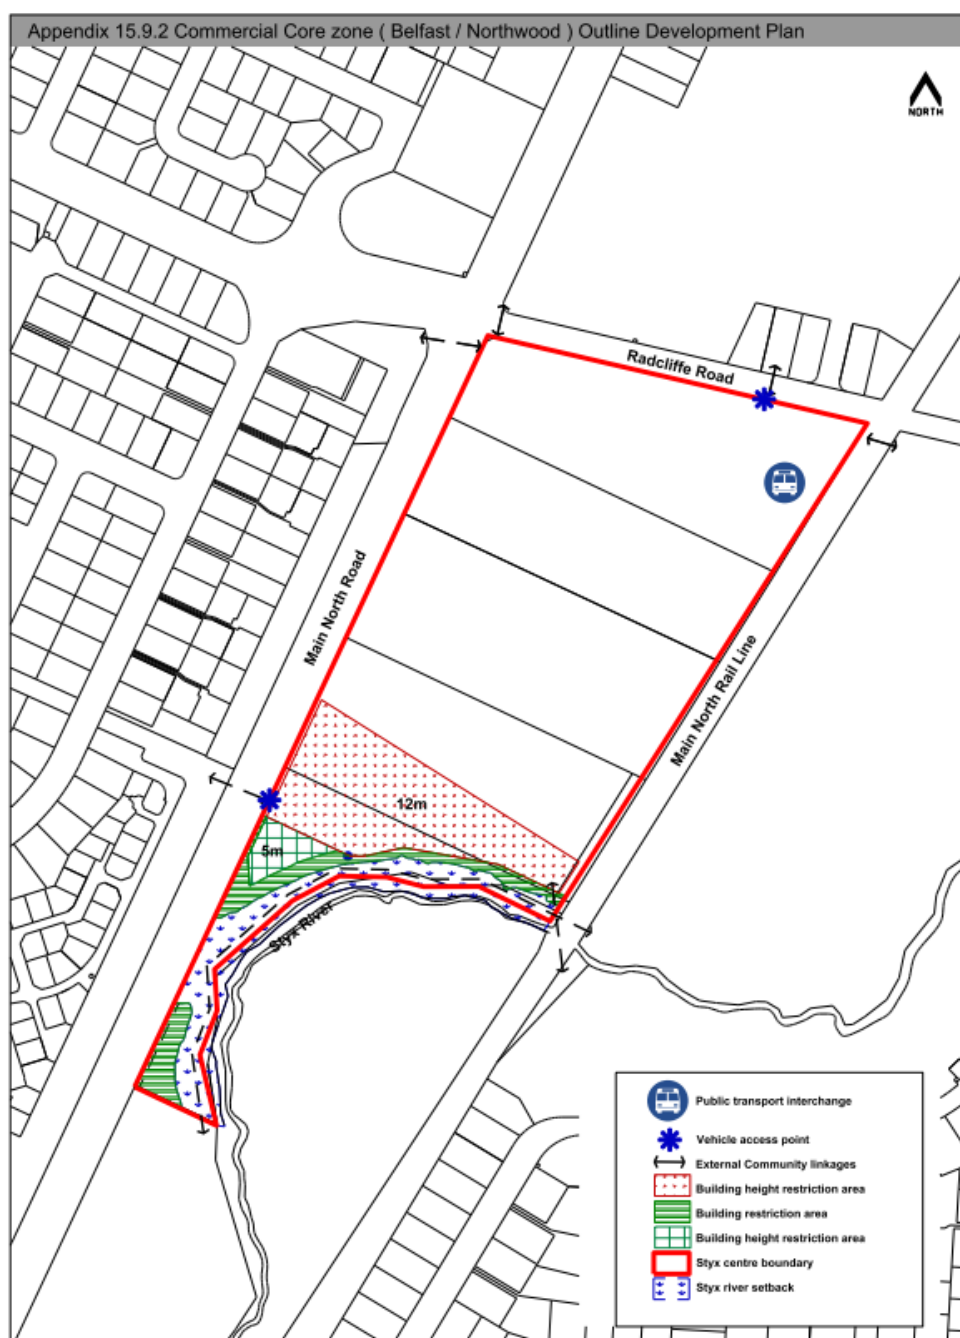 Appendix 15.9.2 Commercial Core zone ( Belfast / Northwood ) Outline Development Plan
NORTH
Radcliffe Road
Main North Road
Main North Rail Line
12m
5m
Styx River
Public transport interchange
Vehicle access point
External Community linkages
Building height restriction area
Building restriction area
Building height restriction area
Styx centre boundary
Styx river setback